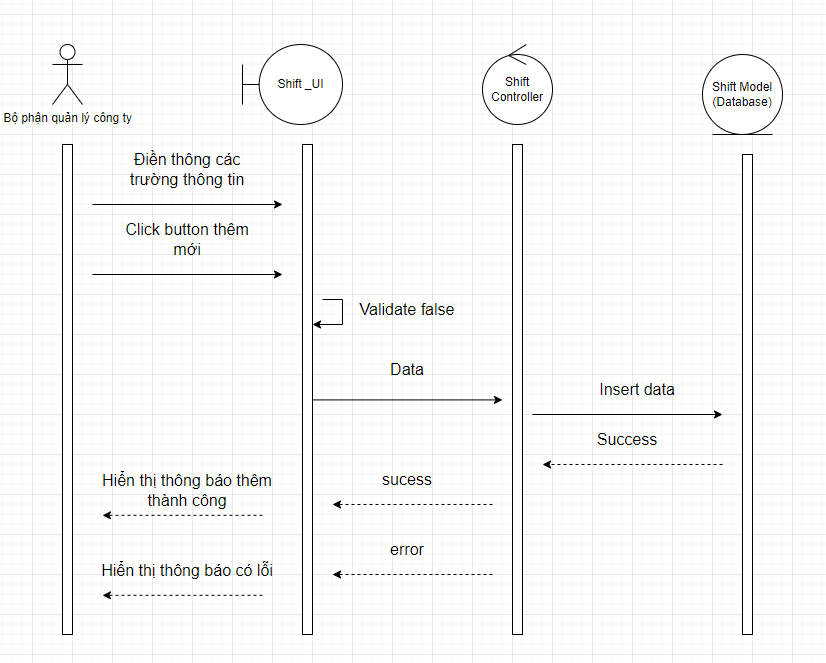 Bộ phận quản lý công ty
Shift _UI
Shift
Controller
Shift Model
(Database)
Điền thông các
trường thông tin
Click button thêm
mới
Validate false
Data
Insert data
Success
sucess
Hiển thị thông báo thêm
thành công
error
Hiển thị thông báo có lỗi